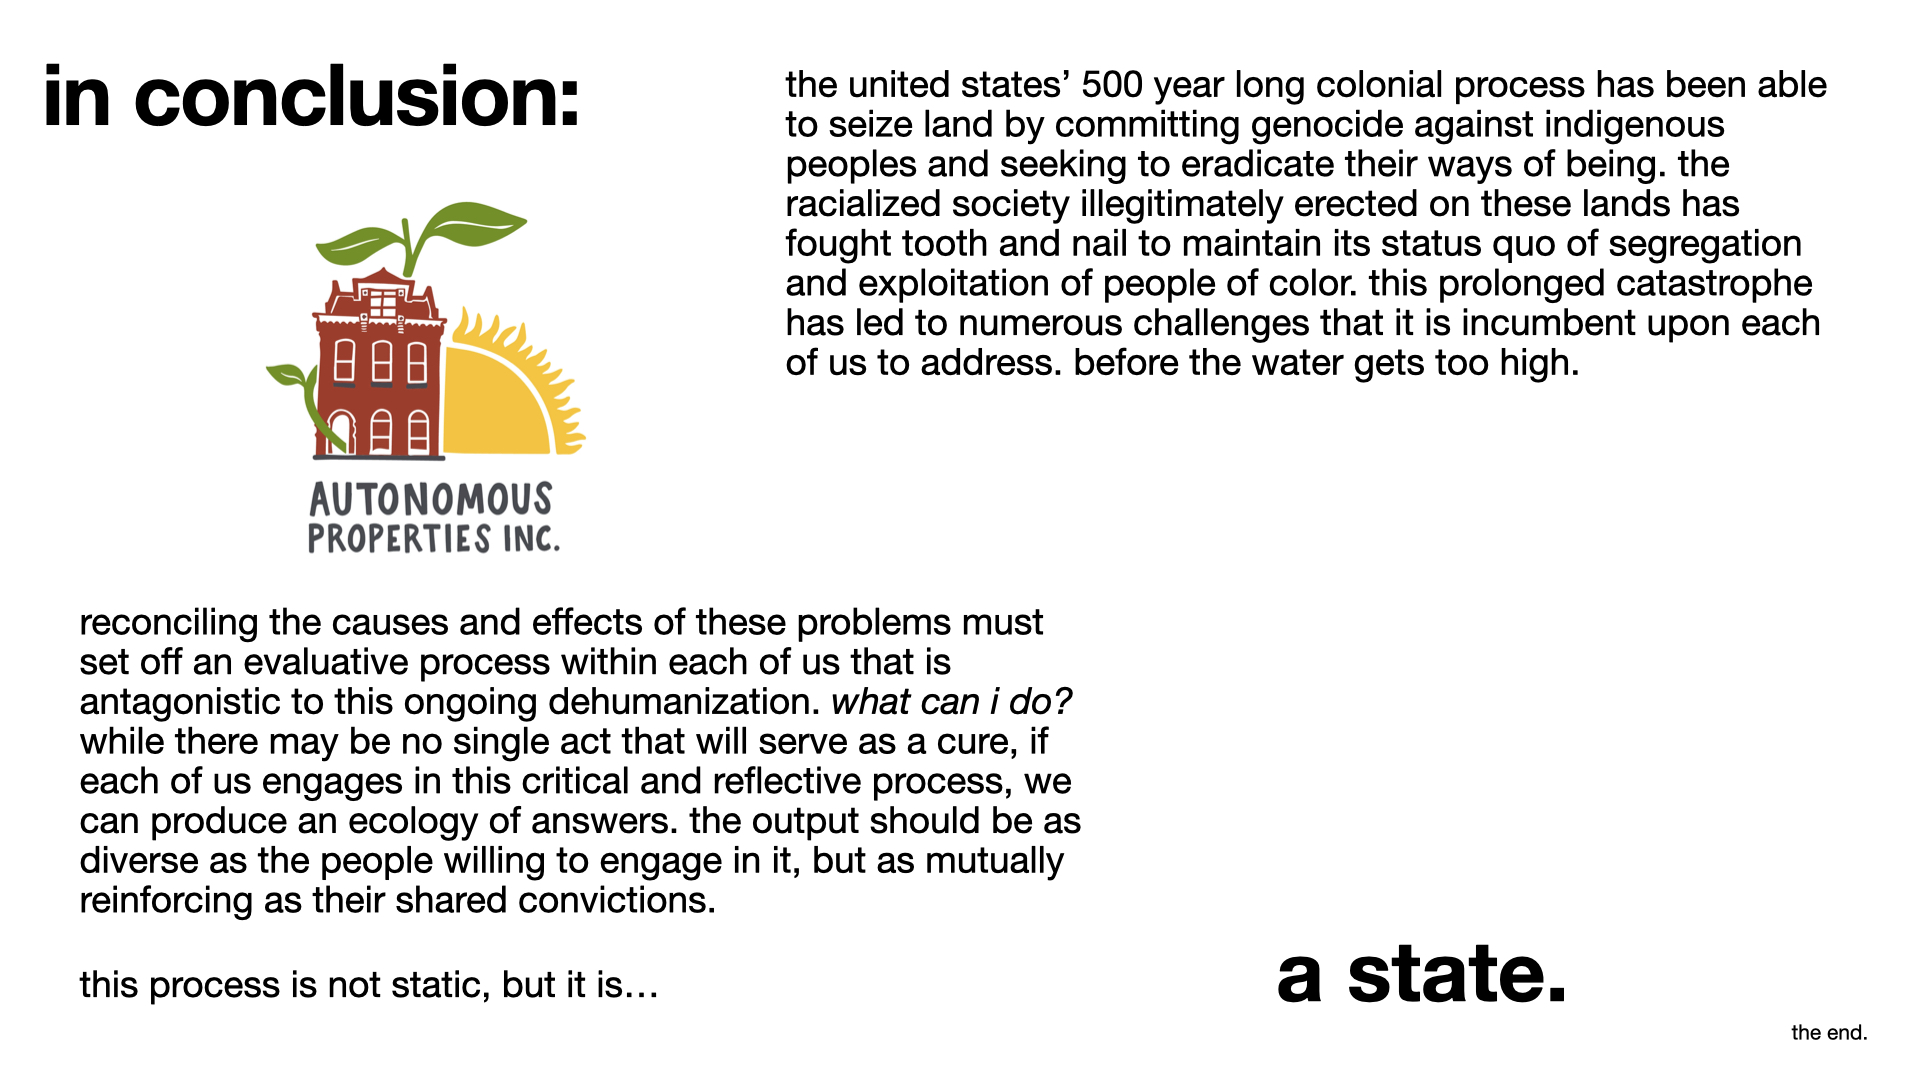 in conclusion:
the united states’ 500 year long colonial process has been able
to seize land by committing genocide against indigenous
peoples and seeking to eradicate their ways of being. the
racialized society illegitimately erected on these lands has
fought tooth and nail to maintain its status quo of segregation
and exploitation of people of color. this prolonged catastrophe
has led to numerous challenges that it is incumbent upon each
of us to address. before the water gets too high.
AUTONOMOUS
PROPERTIES INC.
reconciling the causes and effects of these problems must
set off an evaluative process within each of us that is
antagonistic to this ongoing dehumanization. what can i do?
while there may be no single act that will serve as a cure, if
each of us engages in this critical and reflective process, we
can produce an ecology of answers. the output should be as
diverse as the people willing to engage in it, but as mutually
reinforcing as their shared convictions.
this process is not static, but it is…
a state.
the end.